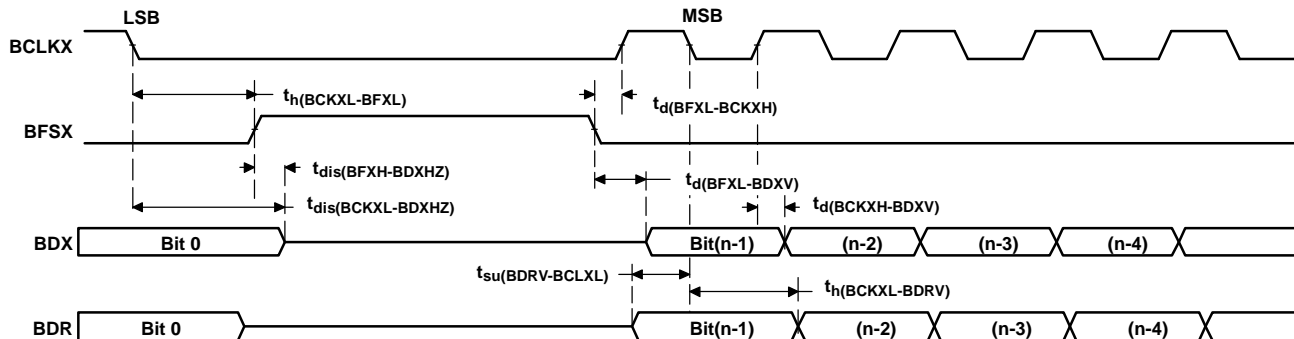 LSB MSB
BCLKX
th(BCKXL-BFXL) td(BFXL-BCKXH)
BFSX
tdis(BFXH-BDXHZ) td(BFXL-BDXV)
tdis(BCKXL-BDXHZ) td(BCKXH-BDXV)
BDX Bit 0 Bit(n-1) (n-2) (n-3) (n-4)
tsu(BDRV-BCLXL) th(BCKXL-BDRV)
BDR Bit 0 Bit(n-1) (n-2) (n-3) (n-4)